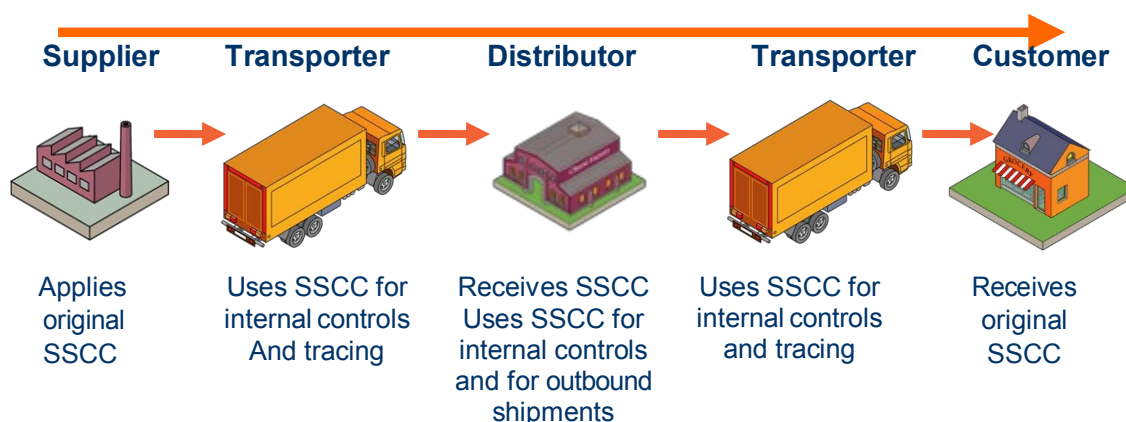 Supplier
Transporter
Distributor
Transporter
Customer
GROCERY
Applies
original
SSCC
Uses SSCC for
internal controls
And tracing
Receives SSCC
Uses SSCC for
internal controls
and for outbound
shipments
Uses SSCC for
internal controls
and tracing
Receives
original
SSCC